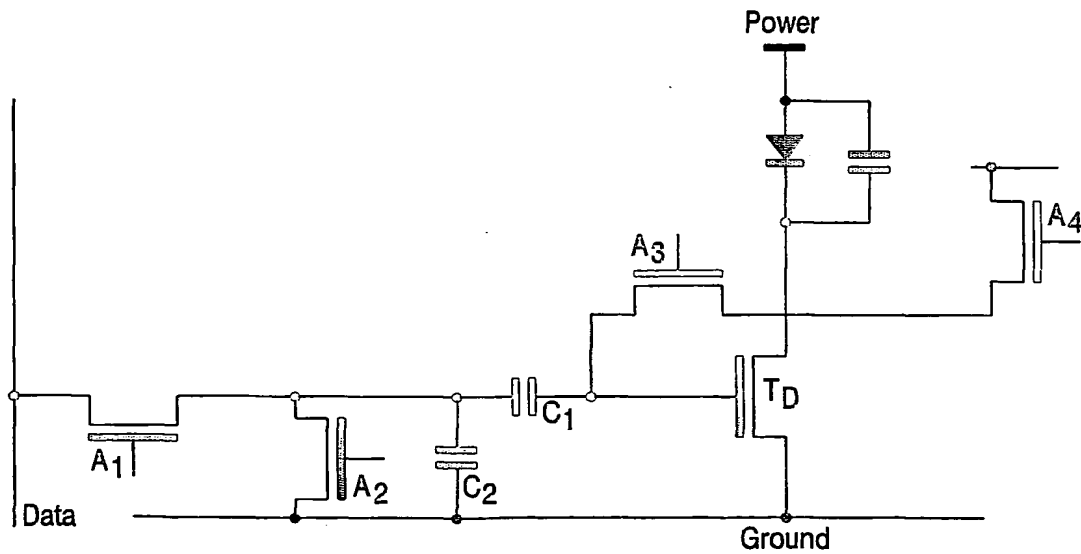 Power
A4
A3
TD
C1
A1
A2
C2
Data
Ground